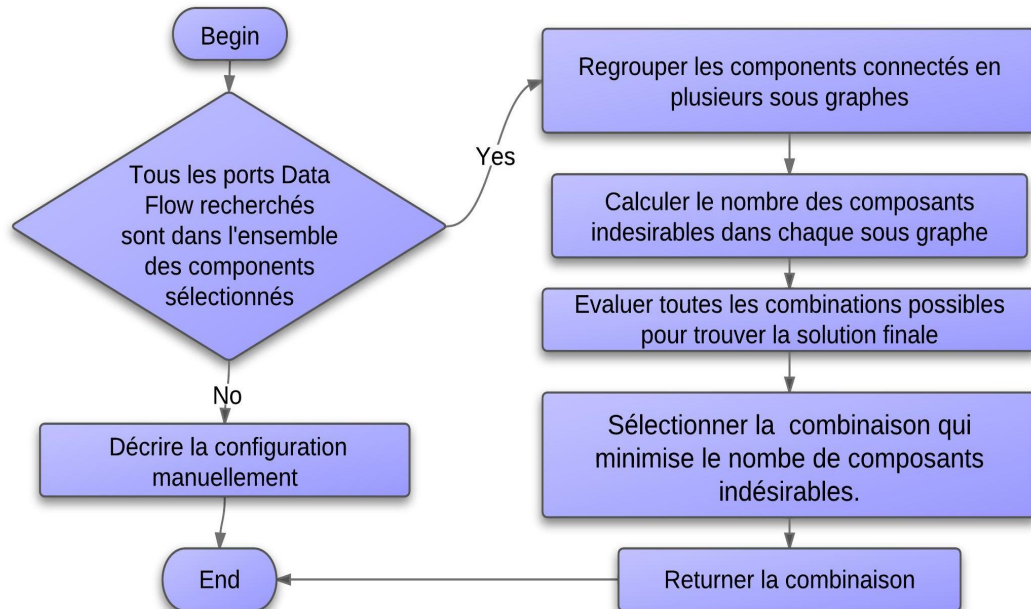 Begin
Tous les ports Data
Flow recherchés
sont dans l'ensemble
des components
sélectionnés
Yes
No
Décrire la configuration
manuellement
End
Regrouper les components connectés en
plusieurs sous graphes
Calculer le nombre des composants
indesirables dans chaque sous graphe
Evaluer toutes les combinations possibles
pour trouver la solution finale
Sélectionner la  combinaison qui
minimise le nombe de composants
indésirables.
Returner la combinaison